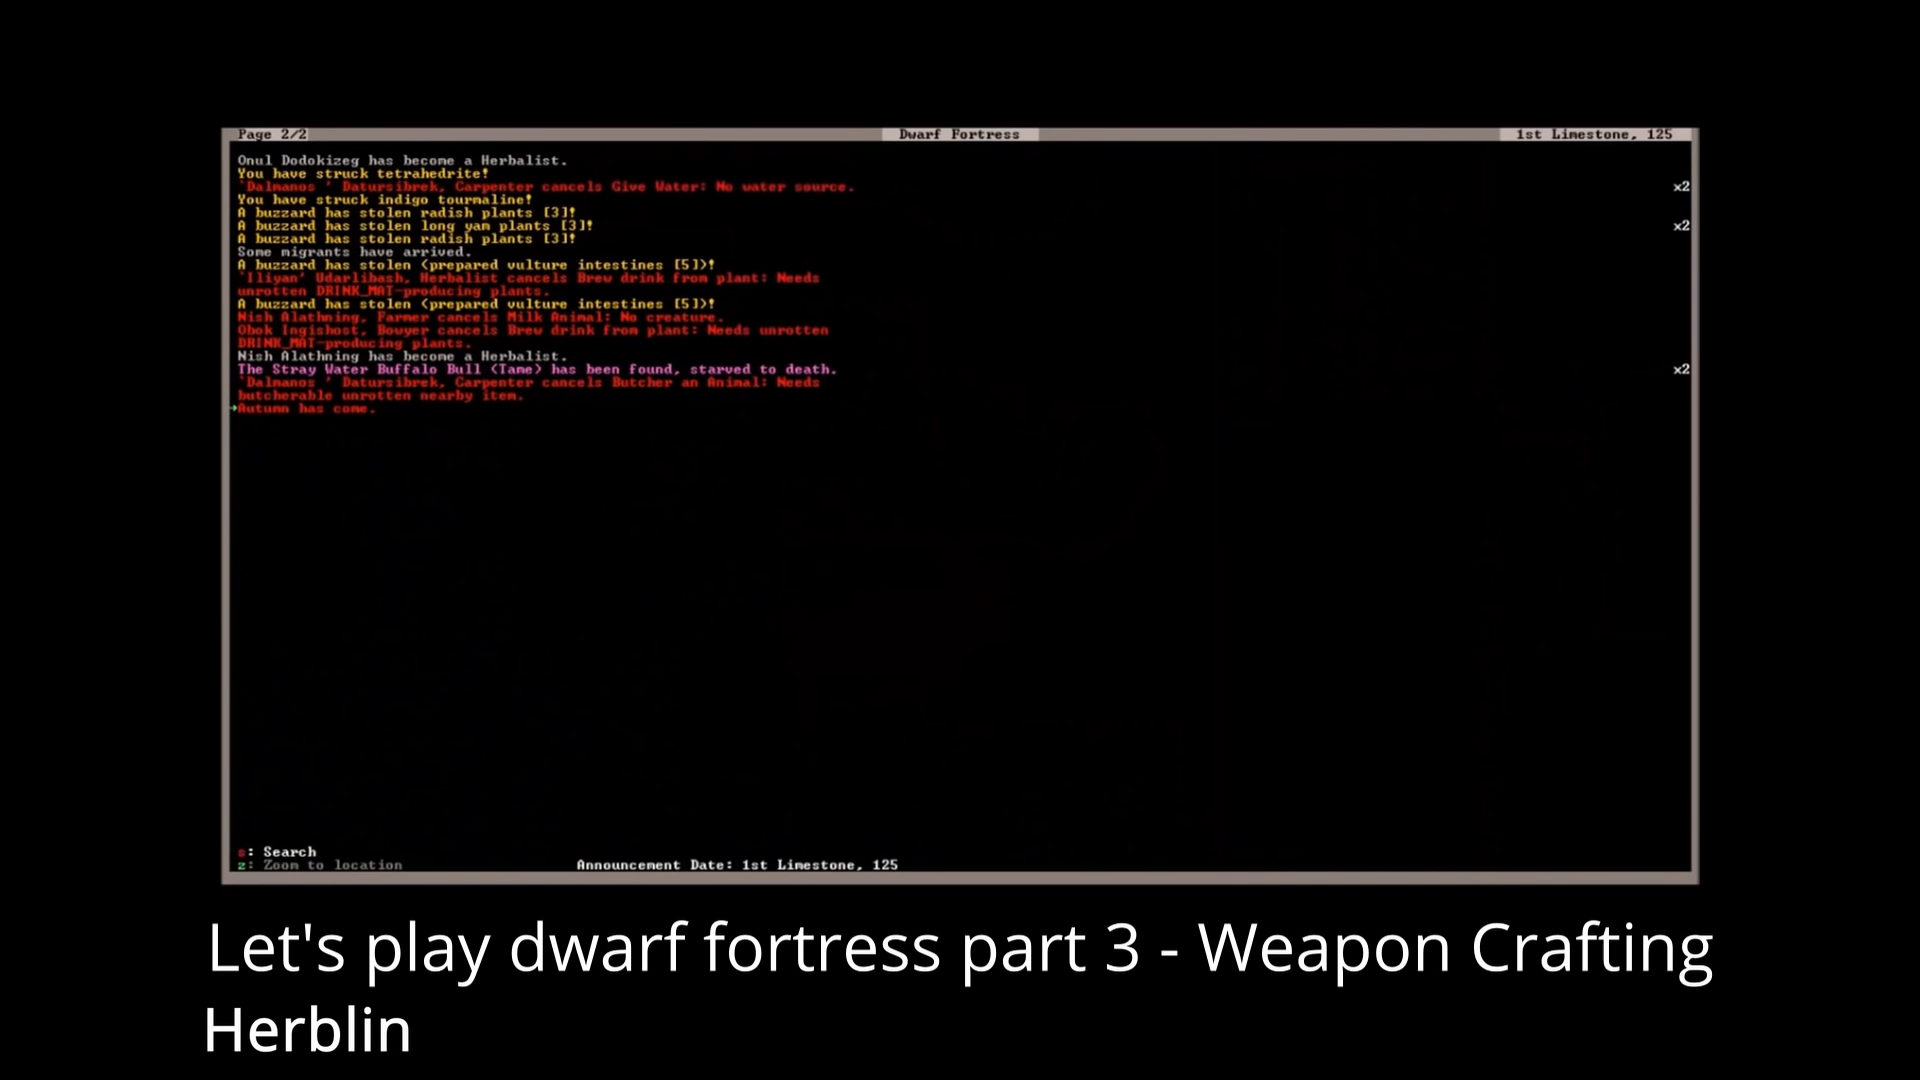 Page 2/2 Dwarf Fortress 1st Limestone, 125
Onul Dodokizeg has become a Herbalist.
You have struck tetrahedrite!
`Dalmanos ' Datursibrek, Carpenter cancels Give Water: No water source. x2
You have struck indigo tourmaline!
A buzzard has stolen radish plants [3]!
A buzzard has stolen long yam plants [3]! x2
A buzzard has stolen radish plants [3]!
Some migrants have arrived.
A buzzard has stolen (prepared vulture intestines [5])!
`Iliyan' Udarlibash, Herbalist cancels Brew drink from plant: Needs
unrotten DRINK_MAT-producing plants.
A buzzard has stolen (prepared vulture intestines [5])!
Nish Alathning, Farmer cancels Milk Animal: No creature.
Obok Ingishost, Bowyer cancels Brew drink from plant: Needs unrotten
DRINK_MAT-producing plants.
Nish Alathning has become a Herbalist.
The Stray Water Buffalo Bull (Tame) has been found, starved to death. x2
`Dalmanos ' Datursibrek, Carpenter cancels Butcher an Animal: Needs
butcherable unrotten nearby item.
Autumn has come.
s: Search
z: Zoom to location Announcement Date: 1st Limestone, 125
Let's play dwarf fortress part 3 - Weapon Crafting
Herblin